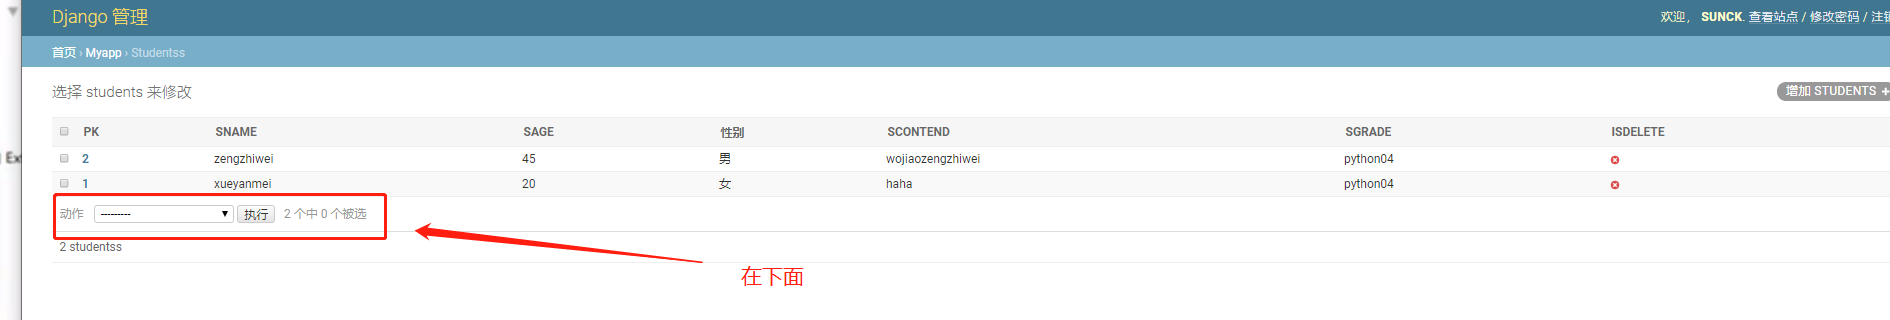 Django 管理
欢迎， SUNCK. 查看站点 / 修改密码 / 注销
首页 › Myapp › Studentss
选择 students 来修改
增加 STUDENTS +
PK SNAME SAGE 性别 SCONTEND SGRADE ISDELETE
Ex
2 zengzhiwei 45 男 wojiaozengzhiwei python04
1 xueyanmei 20 女 haha python04
动作 --------- 执行 2 个中 0 个被选
2 studentss
在下面